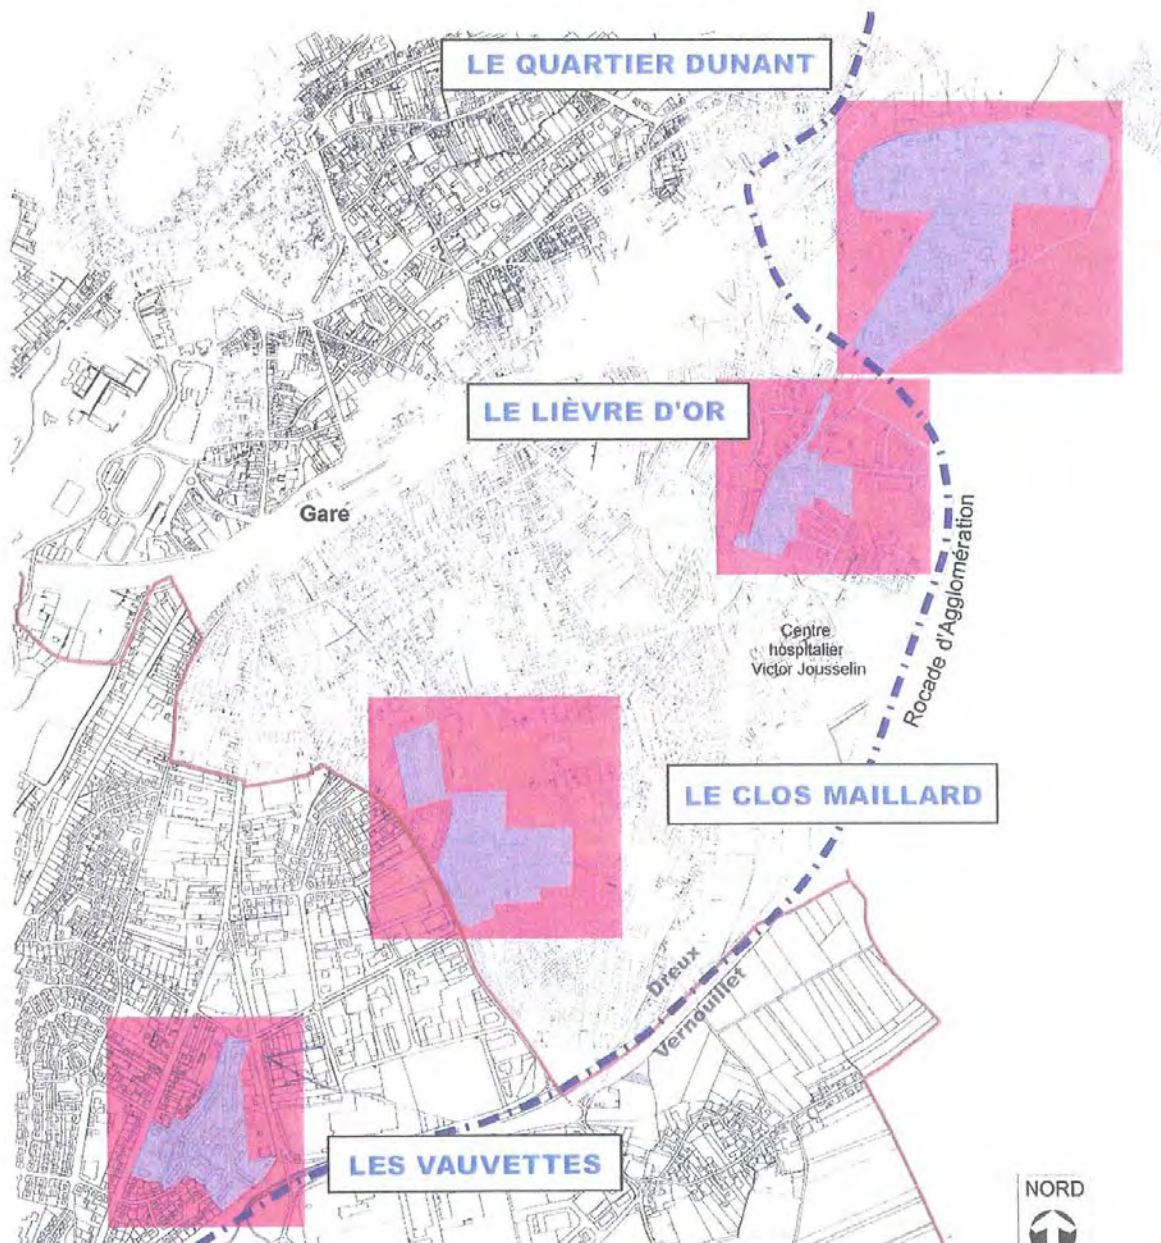 LE QUARTIER DUNANT
LE LIÈVRE D'OR
Gare
Rocade d'Agglomération
Centre
hospitalier
Victor Jousselin
LE CLOS MAILLARD
Dreux
Vernouillet
LES VAUVETTES
NORD